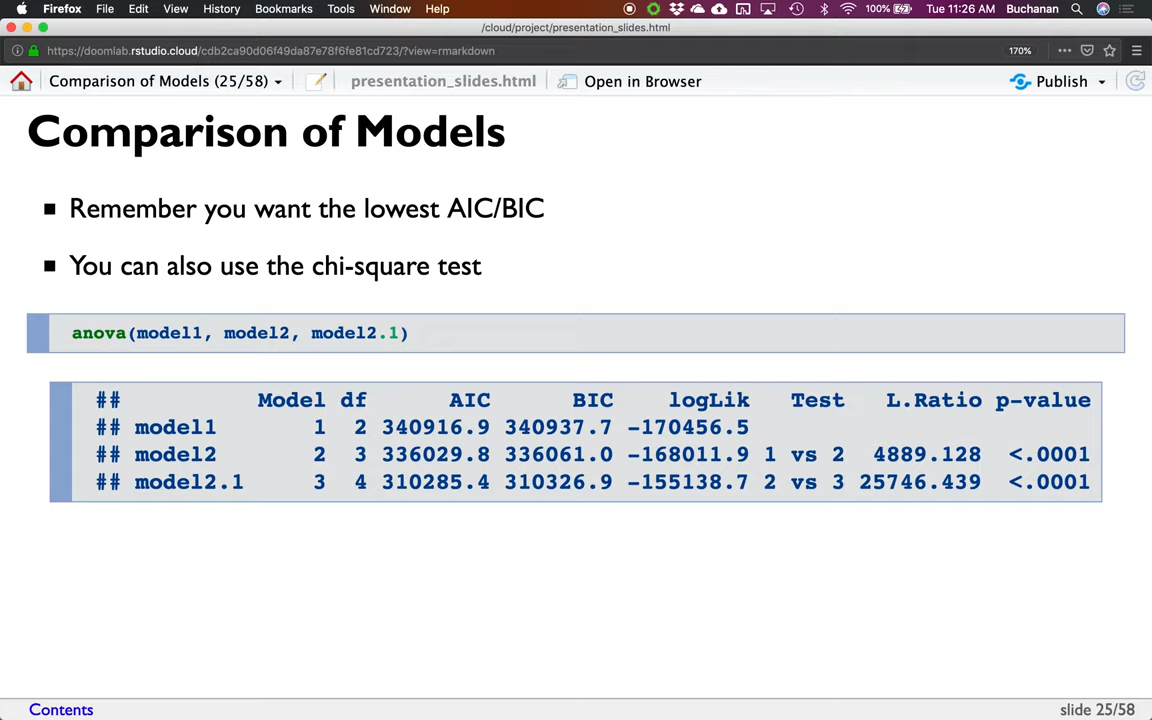 Firefox File Edit View History Bookmarks Tools Window Help 100% Tue 11:26 AM Buchanan
/cloud/project/presentation_slides.html
https://doomlab.rstudio.cloud/cdb2ca90d06f49da87e78f6fe81cd723/?view=rmarkdown 170%
Comparison of Models (25/58) presentation_slides.html Open in Browser Publish
Comparison of Models
Remember you want the lowest AIC/BIC
You can also use the chi-square test
anova(model1, model2, model2.1)
## Model df AIC BIC logLik Test L.Ratio p-value
## model1 1 2 340916.9 340937.7 -170456.5
## model2 2 3 336029.8 336061.0 -168011.9 1 vs 2 4889.128 <.0001
## model2.1 3 4 310285.4 310326.9 -155138.7 2 vs 3 25746.439 <.0001
Contents slide 25/58